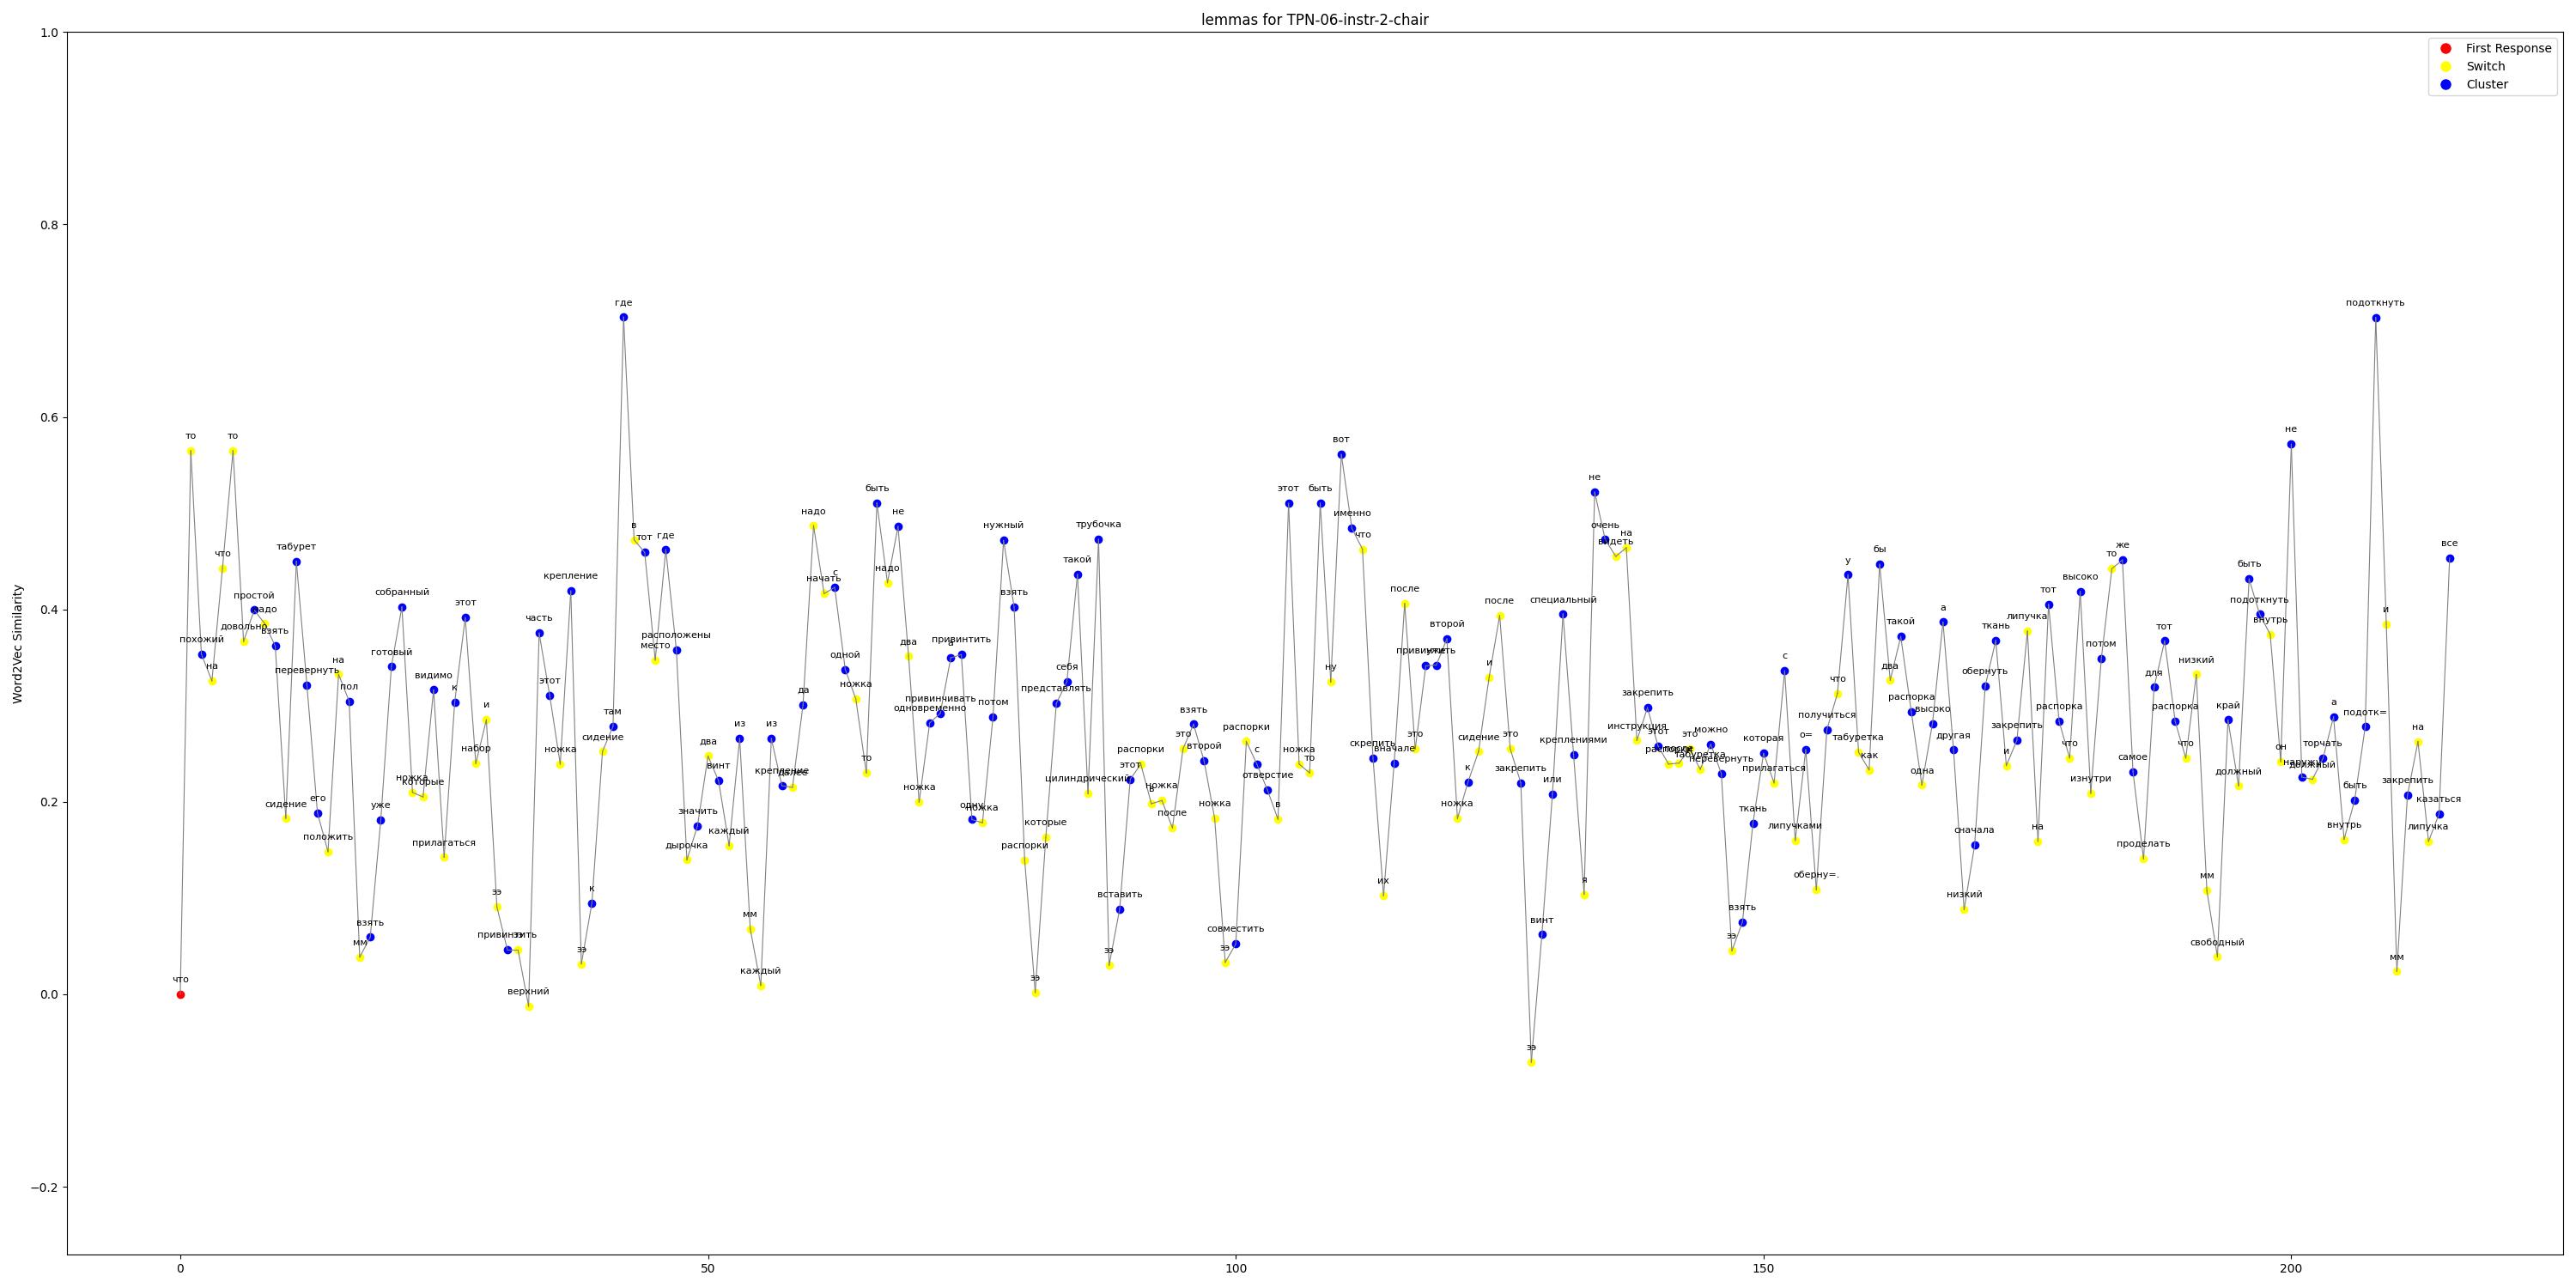 lemmas for TPN-06-instr-2-chair
First Response
Switch
Cluster
Word2Vec Similarity
1.0
0.8
0.6
0.4
0.2
0.0
−0.2
0
50
100
150
200
что
то
похожий
на
что
то
довольно
простой
надо
взять
сидение
табурет
перевернуть
его
положить
на
пол
мм
взять
уже
готовый
собранный
ножка
которые
видимо
прилагаться
к
этот
набор
и
ээ
привинтить
ээ
верхний
часть
этот
ножка
крепление
ээ
к
сидение
там
где
в
тот
место
где
расположены
дырочка
значить
два
винт
каждый
из
мм
каждый
из
крепление
далее
да
надо
начать
с
одной
ножка
то
быть
надо
не
два
ножка
одновременно
привинчивать
а
привинтить
одну
ножка
потом
нужный
взять
распорки
ээ
которые
представлять
себя
такой
цилиндрический
трубочка
ээ
вставить
этот
распорки
в
ножка
после
это
взять
второй
ножка
ээ
совместить
распорки
с
отверстие
в
этот
ножка
то
быть
ну
вот
именно
что
скрепить
их
вначале
после
это
привинтить
уже
второй
ножка
к
сидение
и
после
это
закрепить
ээ
винт
или
специальный
креплениями
я
не
очень
видеть
на
инструкция
закрепить
этот
распорки
после
это
табуретка
можно
перевернуть
ээ
взять
ткань
которая
прилагаться
с
липучками
о=
оберну=.
получиться
что
у
табуретка
как
бы
два
такой
распорка
одна
высоко
а
другая
низкий
сначала
обернуть
ткань
и
закрепить
липучка
на
тот
распорка
что
высоко
изнутри
потом
то
же
самое
проделать
для
тот
распорка
что
низкий
мм
свободный
край
должный
быть
подоткнуть
внутрь
он
не
должный
торчать
наружу
а
внутрь
быть
подотк=
подоткнуть
и
мм
закрепить
на
липучка
казаться
все